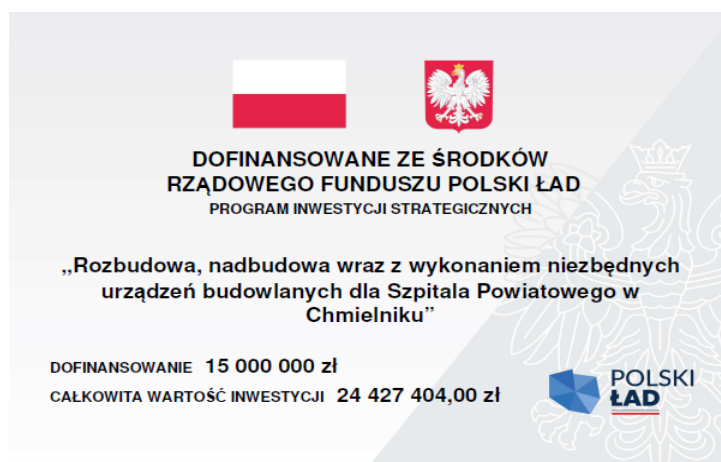 DOFINANSOWANE ZE ŚRODKÓW
RZĄDOWEGO FUNDUSZU POLSKI ŁAD
PROGRAM INWESTYCJI STRATEGICZNYCH
,,Rozbudowa, nadbudowa wraz z wykonaniem niezbędnych
urządzeń budowlanych dla Szpitala Powiatowego w
Chmielniku”
DOFINANSOWANIE 15 000 000 zł
CAŁKOWITA WARTOŚĆ INWESTYCJI 24 427 404,00 zł
POLSKI
ŁAD